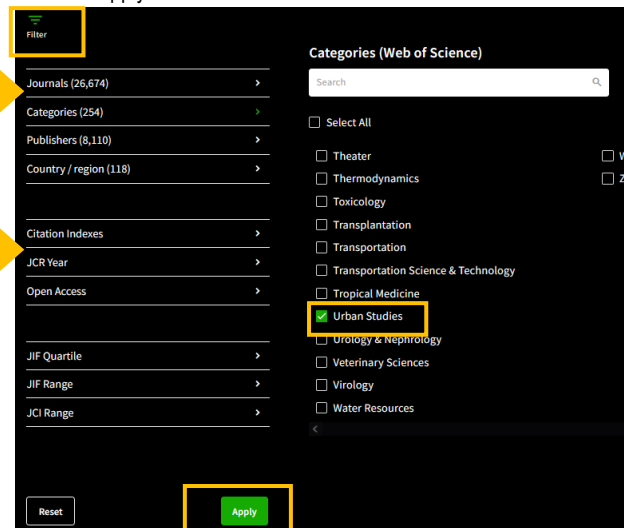 apply
Filter
Categories (Web of Science)
Journals (26,674)
Search
Categories (254)
Select All
Publishers (8,110)
Theater
W
Country / region (118)
Thermodynamics
Z
Toxicology
Transplantation
Citation Indexes
Transportation
JCR Year
Transportation Science & Technology
Open Access
Tropical Medicine
Urban Studies
Urology & Nephrology
JIF Quartile
Veterinary Sciences
JIF Range
Virology
JCI Range
Water Resources
Reset
Apply